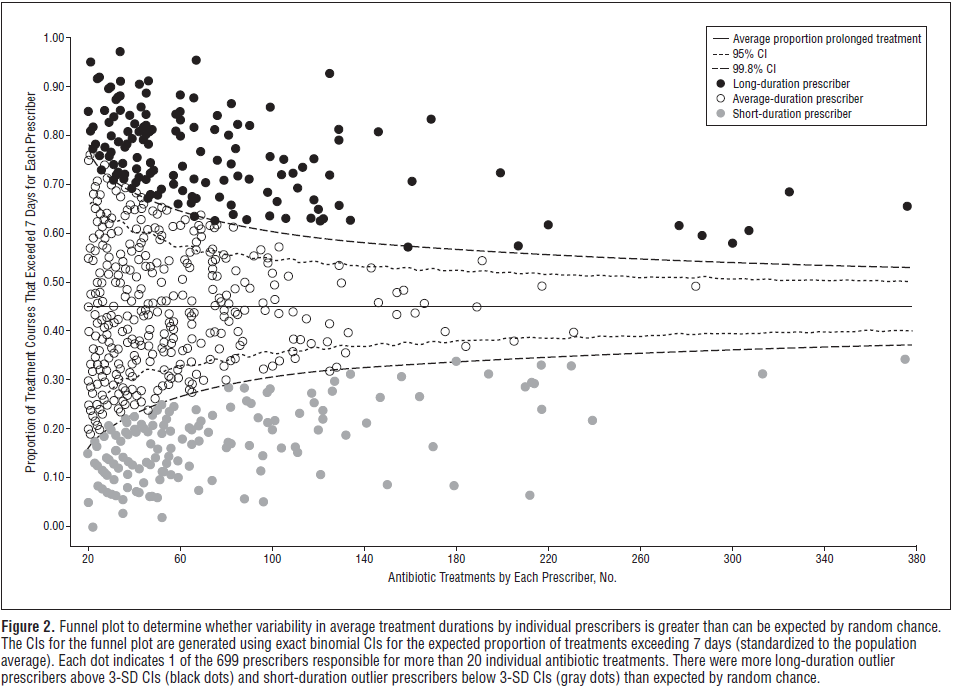 Proportion of Treatment Courses That Exceeded 7 Days for Each Prescriber
1.00
0.90
0.80
0.70
0.60
0.50
0.40
0.30
0.20
0.10
0.00
Average proportion prolonged treatment
95% CI
99.8% CI
Long-duration prescriber
Average-duration prescriber
Short-duration prescriber
20 60 100 140 180 220 260 300 340 380
Antibiotic Treatments by Each Prescriber, No.
Figure 2. Funnel plot to determine whether variability in average treatment durations by individual prescribers is greater than can be expected by random chance.
The CIs for the funnel plot are generated using exact binomial CIs for the expected proportion of treatments exceeding 7 days (standardized to the population
average). Each dot indicates 1 of the 699 prescribers responsible for more than 20 individual antibiotic treatments. There were more long-duration outlier
prescribers above 3-SD CIs (black dots) and short-duration outlier prescribers below 3-SD CIs (gray dots) than expected by random chance.